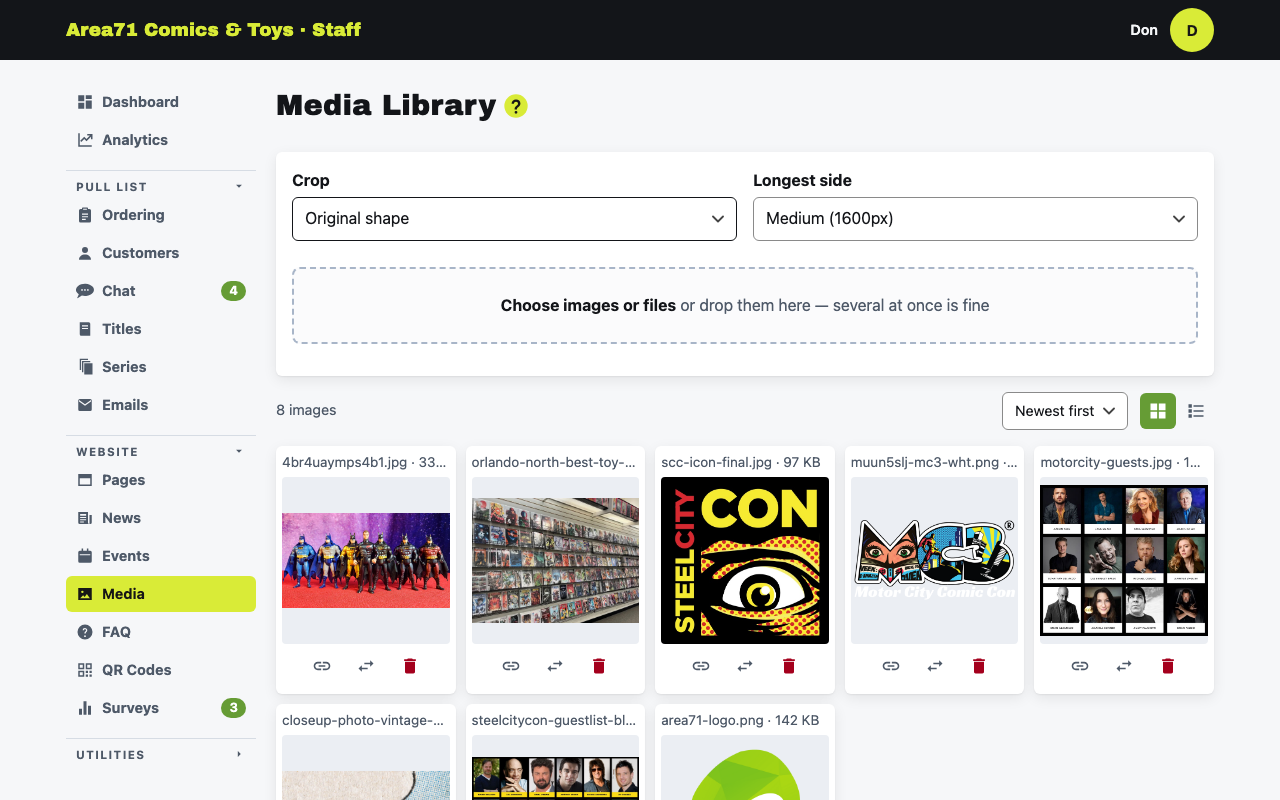 Area71 Comics & Toys · Staff
Don
D
Dashboard
Analytics
PULL LIST
Ordering
Customers
Chat
4
Titles
Series
Emails
WEBSITE
Pages
News
Events
Media
FAQ
QR Codes
Surveys
3
UTILITIES
Media Library
?
Crop
Longest side
Original shape
Medium (1600px)
Choose images or files or drop them here — several at once is fine
8 images
Newest first
4br4uaymps4b1.jpg · 33...
orlando-north-best-toy-...
scc-icon-final.jpg · 97 KB
muun5slj-mc3-wht.png ·...
motorcity-guests.jpg · 1...
STEELCITY
CON
MC3
®
Motor City Comic Con
closeup-photo-vintage-...
steelcitycon-guestlist-bl...
area71-logo.png · 142 KB